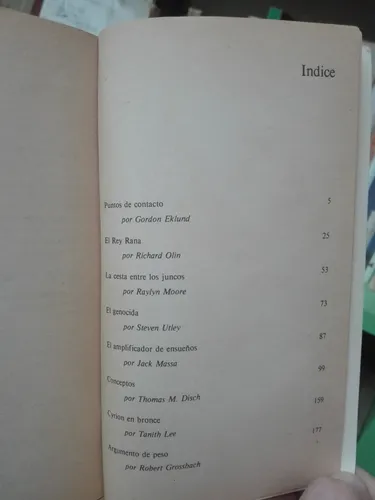 Indice
Puntos de contacto 5
por Gordon Eklund
El Rey Rana 25
por Richard Olin
La cesta entre los juncos 53
por Raylyn Moore
El genocida 73
por Steven Utley
El amplificador de ensueños 87
por Jack Massa
Conceptos 99
por Thomas M. Disch
Cyrion en bronce 159
por Tanith Lee
Argumento de peso 177
por Robert Grossbach